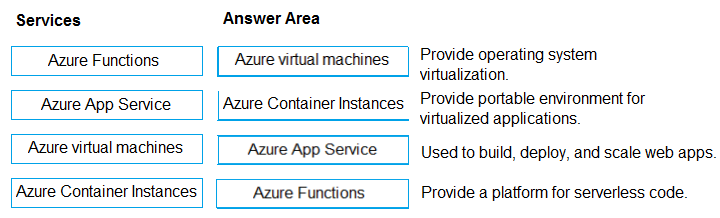 Services Answer Area
Azure Functions Azure virtual machines Provide operating system
virtualization.
Azure App Service Azure Container Instances Provide portable environment for
virtualized applications.
Azure virtual machines Azure App Service Used to build, deploy, and scale web apps.
Azure Container Instances Azure Functions Provide a platform for serverless code.